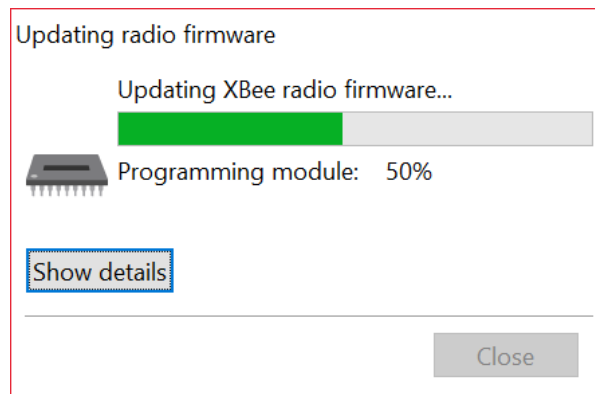 Updating radio firmware
Updating XBee radio firmware...
Programming module: 50%
Show details
Close